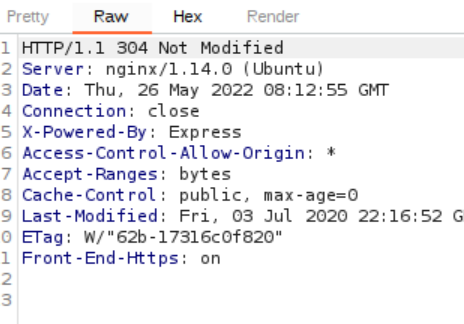 Pretty Raw Hex Render
1 HTTP/1.1 304 Not Modified
2 Server: nginx/1.14.0 (Ubuntu)
3 Date: Thu, 26 May 2022 08:12:55 GMT
4 Connection: close
5 X-Powered-By: Express
6 Access-Control-Allow-Origin: *
7 Accept-Ranges: bytes
8 Cache-Control: public, max-age=0
9 Last-Modified: Fri, 03 Jul 2020 22:16:52 G
0 ETag: W/"62b-17316c0f820"
1 Front-End-Https: on
2
3